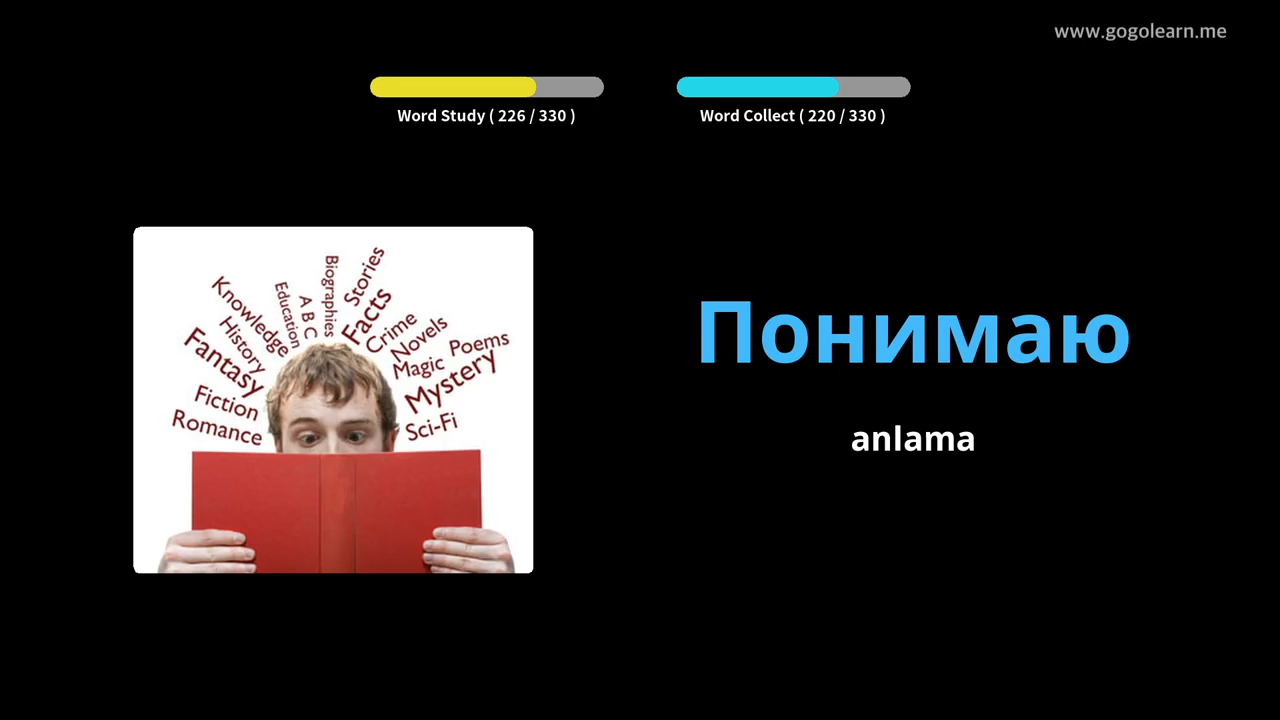 www.gogolearn.me
Word Study ( 226 / 330 )
Word Collect ( 220 / 330 )
Biographies
Stories
Education
A B C
Facts
Knowledge
History
Crime
Novels
Fantasy
Magic
Poems
Mystery
Fiction
Romance
Sci-Fi
Понимаю
anlama